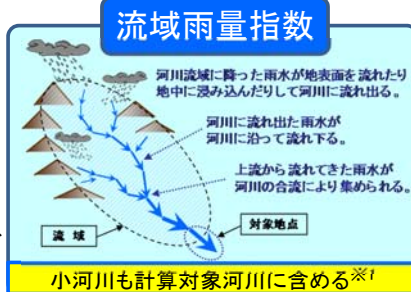 流域雨量指数
河川流域に降った雨水が地表面を流れたり
地中に浸み込んだりして河川に流れ出る。
河川に流れ出た雨水が
河川に沿って流れ下る。
上流から流れてきた雨水が
河川の合流により集められる。
対象地点
流 域
小河川も計算対象河川に含める※1